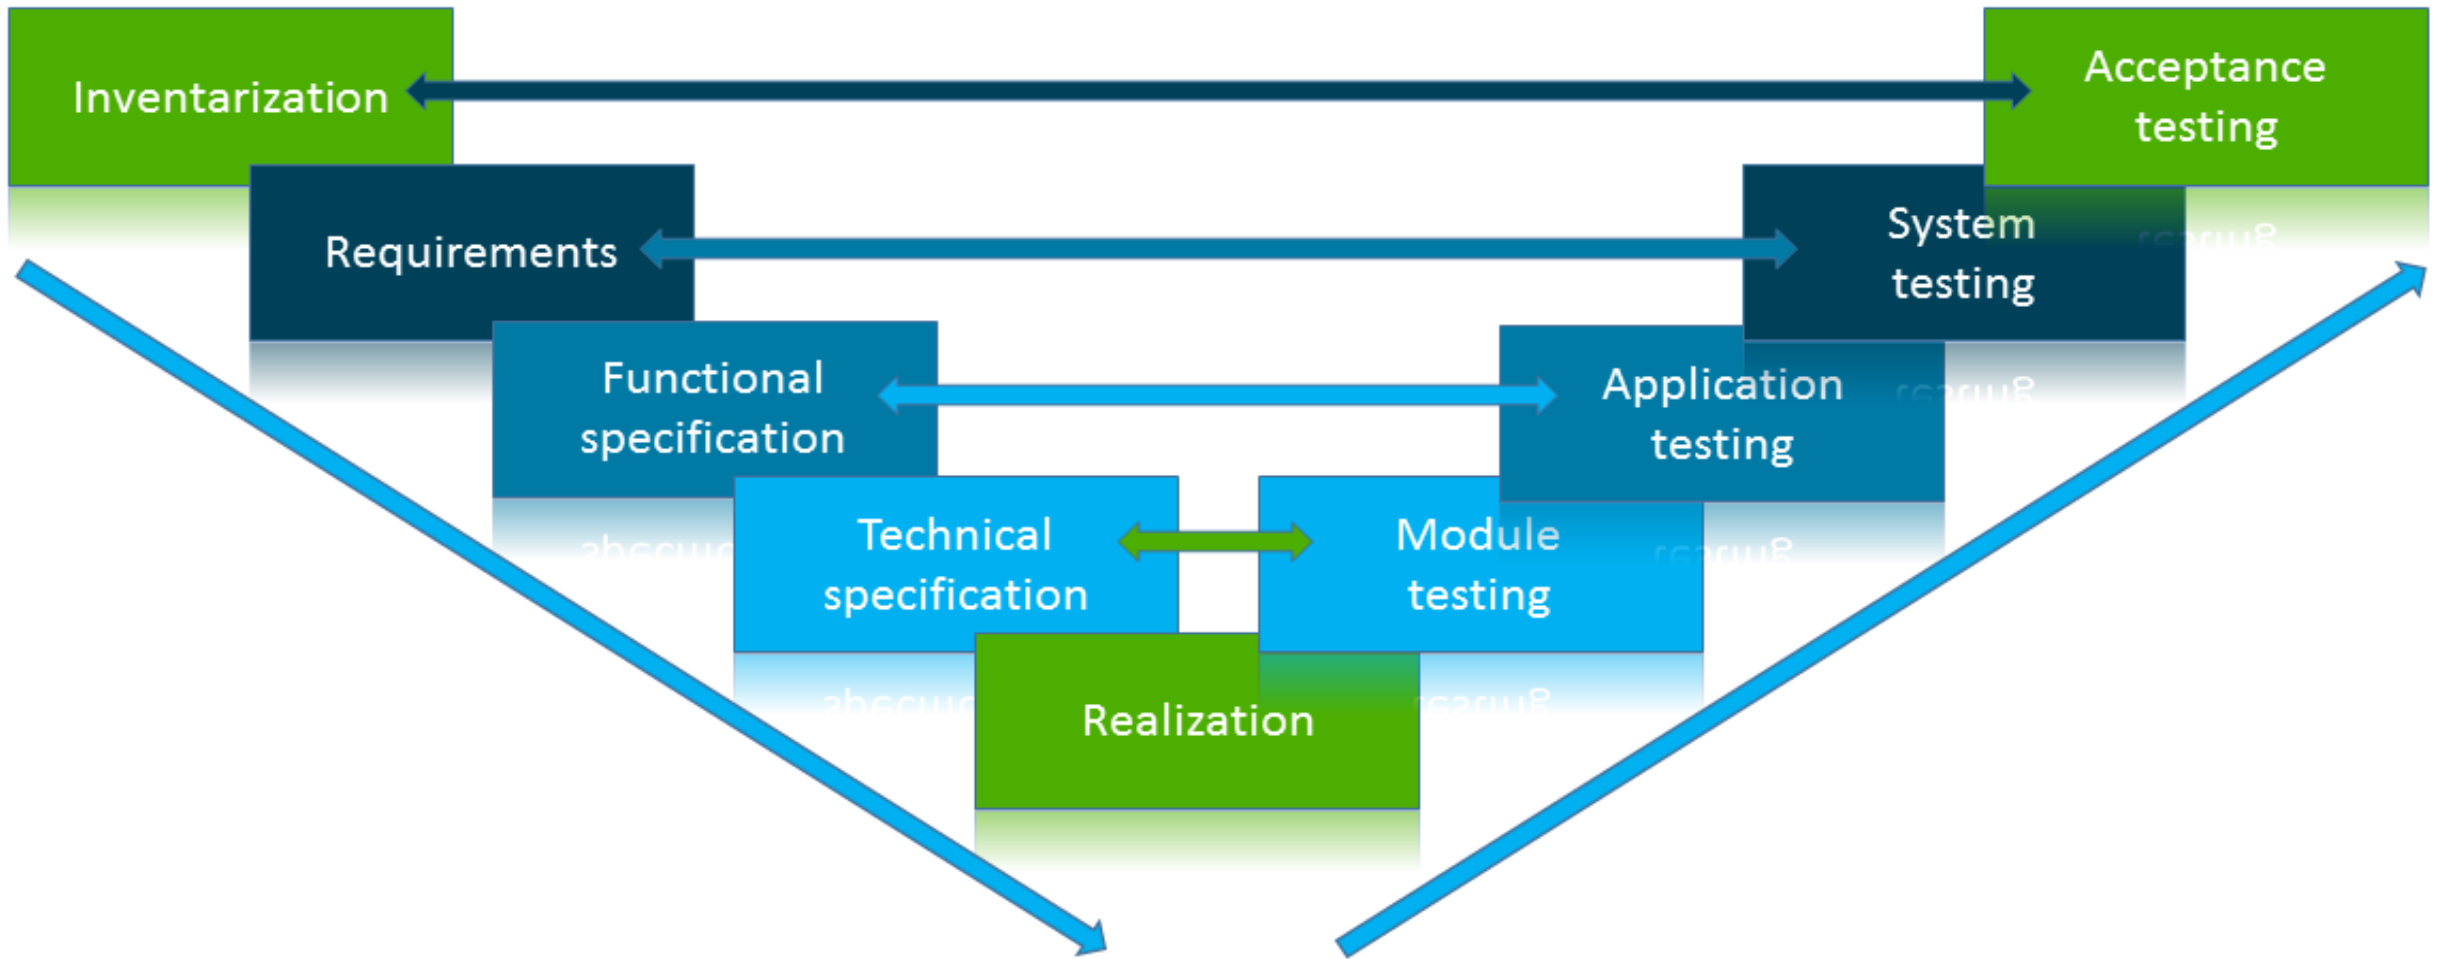 Inventarization
Acceptance
testing
Requirements
System
testing
Functional
specification
Application
testing
Technical
specification
Module
testing
Realization